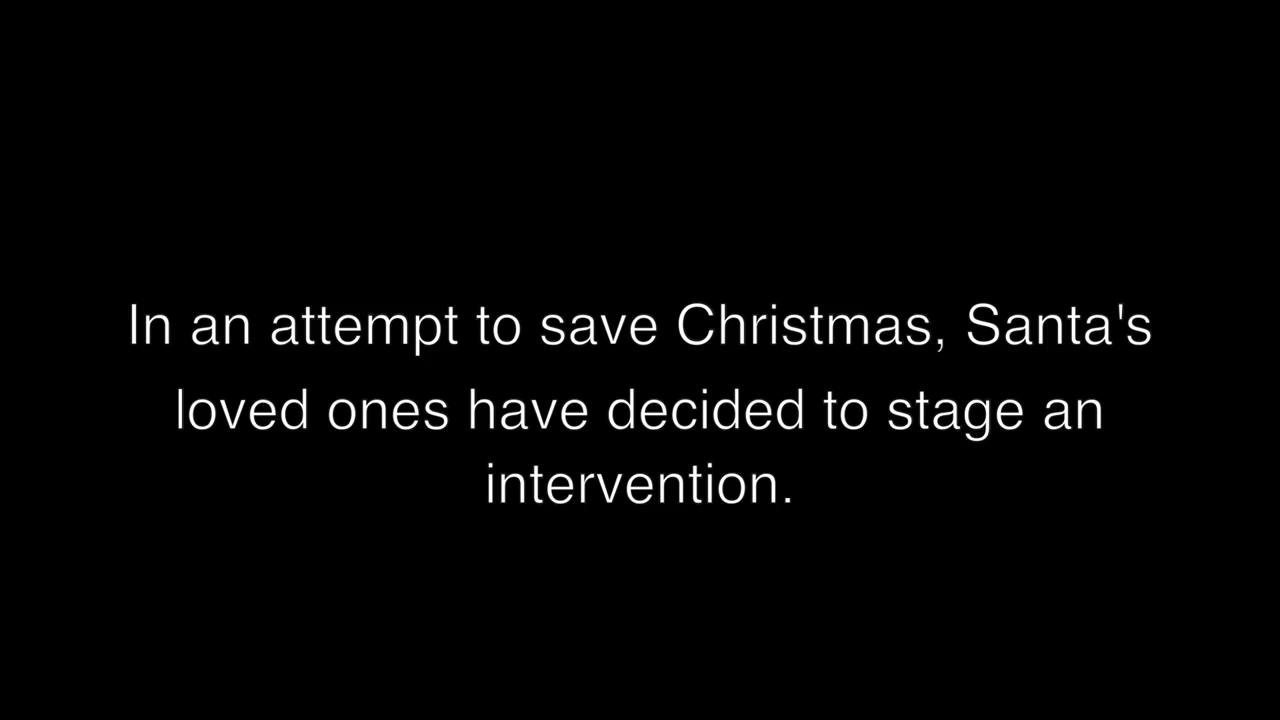 In an attempt to save Christmas, Santa's
loved ones have decided to stage an
intervention.